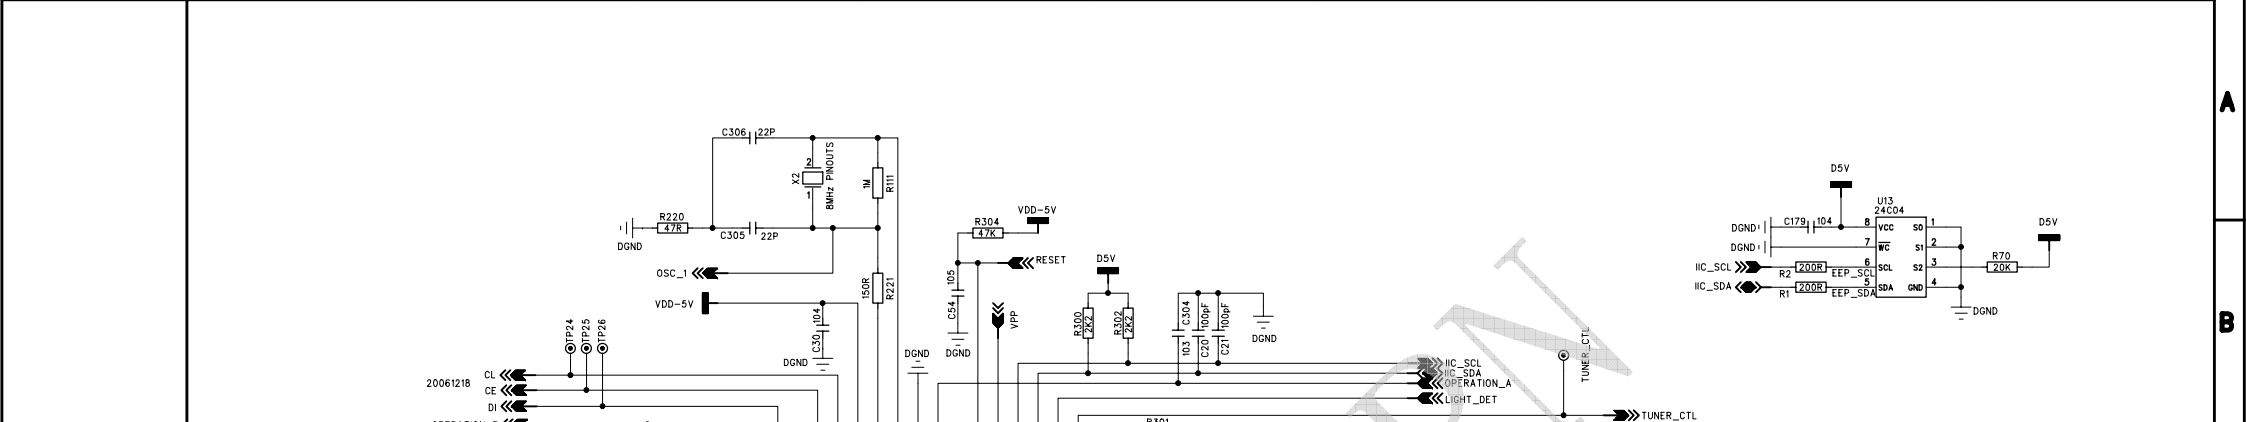 A
C306 22P
X2
2
1
8MHz PINOUTS
1M
R111
R220
47R
DGND
C305 22P
OSC_1
VDD-5V
150R
R221
C30 104
DGND
TP24
TP25
TP26
R304
47K
VDD-5V
RESET
105
C54
DGND
VPP
DGND
D5V
R300
2K2
R302
2K2
C304
103
100pF
C20
100pF
C21
DGND
D5V
U13
24C04
C179 104
DGND
DGND
8 VCC S0 1
7 WC S1 2
6 SCL S2 3
5 SDA GND 4
IIC_SCL
R2
200R
EEP_SCL
IIC_SDA
R1
200R
EEP_SDA
R70
20K
D5V
DGND
B
CL
20061218
CE
DI
IIC_SCL
IIC_SDA
OPERATION_A
LIGHT_DET
TUNER_CTL
TUNER_CTL
R301